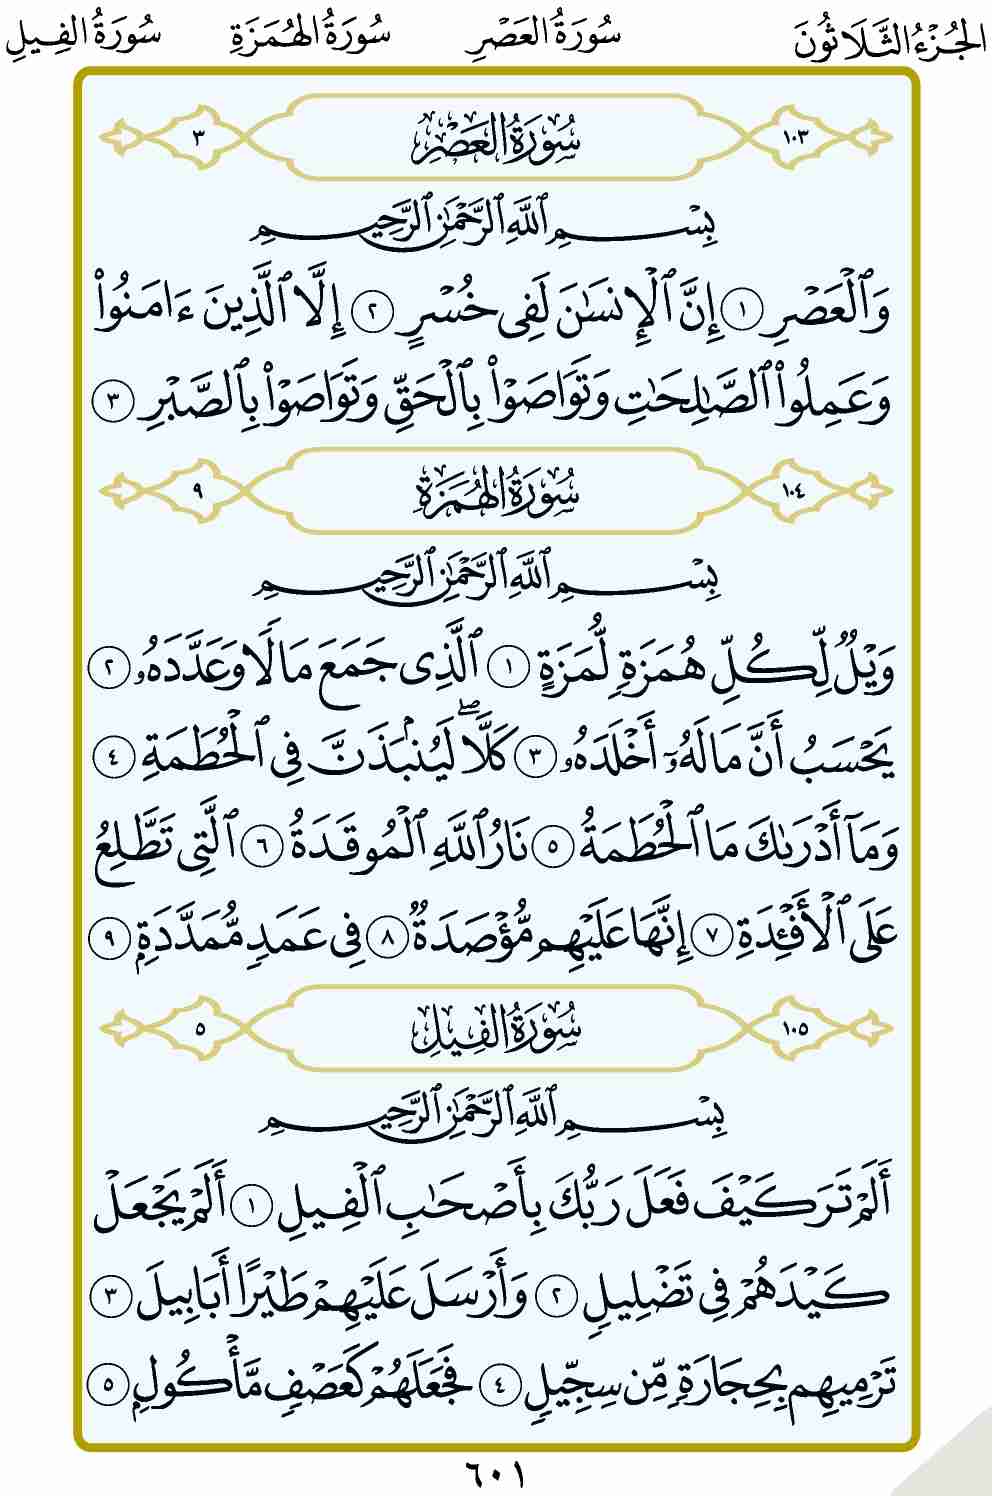 الجُزْءُ الثَّلَاثُونَ سُورَةُ العَصْرِ سُورَةُ الهُمَزَةِ سُورَةُ الفِيلِ
١٠٣ سُورَةُ العَصْرِ ٣
بِسْمِ ٱللَّهِ ٱلرَّحْمَٰنِ ٱلرَّحِيمِ
وَٱلْعَصْرِ ١ إِنَّ ٱلْإِنسَٰنَ لَفِى خُسْرٍ ٢ إِلَّا ٱلَّذِينَ ءَامَنُوا۟
وَعَمِلُوا۟ ٱلصَّٰلِحَٰتِ وَتَوَاصَوْا۟ بِٱلْحَقِّ وَتَوَاصَوْا۟ بِٱلصَّبْرِ ٣
١٠٤ سُورَةُ الهُمَزَةِ ٩
بِسْمِ ٱللَّهِ ٱلرَّحْمَٰنِ ٱلرَّحِيمِ
وَيْلٌ لِّكُلِّ هُمَزَةٍ لُّمَزَةٍ ١ ٱلَّذِى جَمَعَ مَالًا وَعَدَّدَهُۥ ٢
يَحْسَبُ أَنَّ مَالَهُۥٓ أَخْلَدَهُۥ ٣ كَلَّا ۖ لَيُنۢبَذَنَّ فِى ٱلْحُطَمَةِ ٤
وَمَآ أَدْرَىٰكَ مَا ٱلْحُطَمَةُ ٥ نَارُ ٱللَّهِ ٱلْمُوقَدَةُ ٦ ٱلَّتِى تَطَّلِعُ
عَلَى ٱلْأَفْـِٔدَةِ ٧ إِنَّهَا عَلَيْهِم مُّؤْصَدَةٌ ٨ فِى عَمَدٍ مُّمَدَّدَةٍۭ ٩
١٠٥ سُورَةُ الفِيلِ ٥
بِسْمِ ٱللَّهِ ٱلرَّحْمَٰنِ ٱلرَّحِيمِ
أَلَمْ تَرَ كَيْفَ فَعَلَ رَبُّكَ بِأَصْحَٰبِ ٱلْفِيلِ ١ أَلَمْ يَجْعَلْ
كَيْدَهُمْ فِى تَضْلِيلٍ ٢ وَأَرْسَلَ عَلَيْهِمْ طَيْرًا أَبَابِيلَ ٣
تَرْمِيهِم بِحِجَارَةٍ مِّن سِجِّيلٍ ٤ فَجَعَلَهُمْ كَعَصْفٍ مَّأْكُولٍۭ ٥
٦٠١